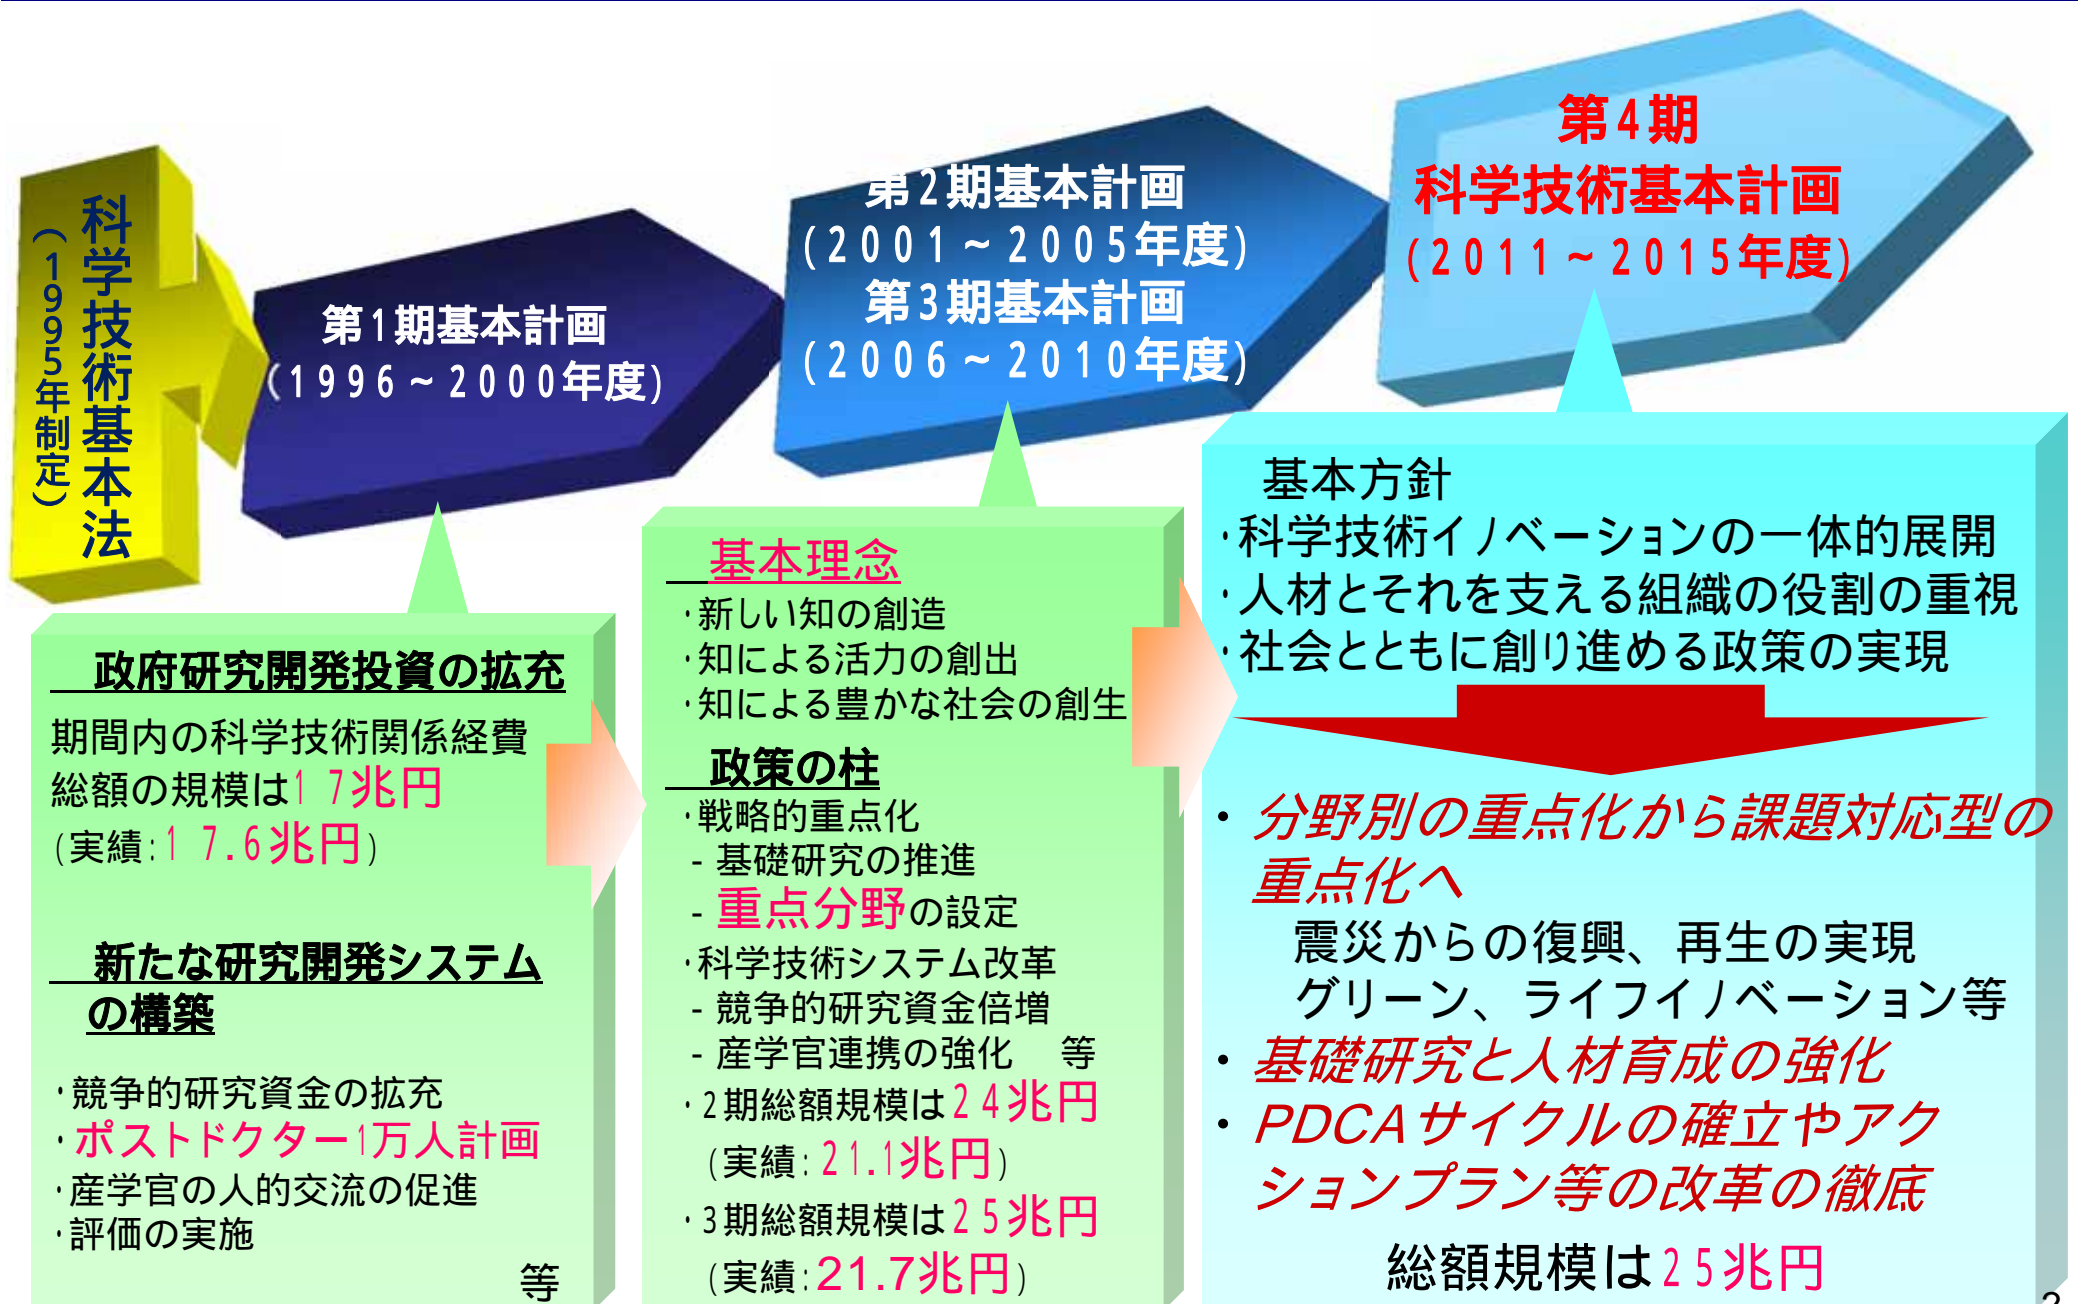 科学技術基本法
(1995年制定)
第1期基本計画
(1996～2000年度)
第2期基本計画
(2001～2005年度)
第3期基本計画
(2006～2010年度)
第4期
科学技術基本計画
(2011～2015年度)
政府研究開発投資の拡充
期間内の科学技術関係経費
総額の規模は17兆円
(実績:17.6兆円)
新たな研究開発システム
の構築
・競争的研究資金の拡充
・ポストドクター1万人計画
・産学官の人的交流の促進
・評価の実施
等
基本理念
・新しい知の創造
・知による活力の創出
・知による豊かな社会の創生
政策の柱
・戦略的重点化
- 基礎研究の推進
- 重点分野の設定
・科学技術システム改革
- 競争的研究資金倍増
- 産学官連携の強化　等
・2期総額規模は24兆円
(実績:21.1兆円)
・3期総額規模は25兆円
(実績:21.7兆円)
基本方針
・科学技術イノベーションの一体的展開
・人材とそれを支える組織の役割の重視
・社会とともに創り進める政策の実現
・分野別の重点化から課題対応型の
重点化へ
震災からの復興、再生の実現
グリーン、ライフイノベーション等
・基礎研究と人材育成の強化
・PDCAサイクルの確立やアク
ションプラン等の改革の徹底
総額規模は25兆円